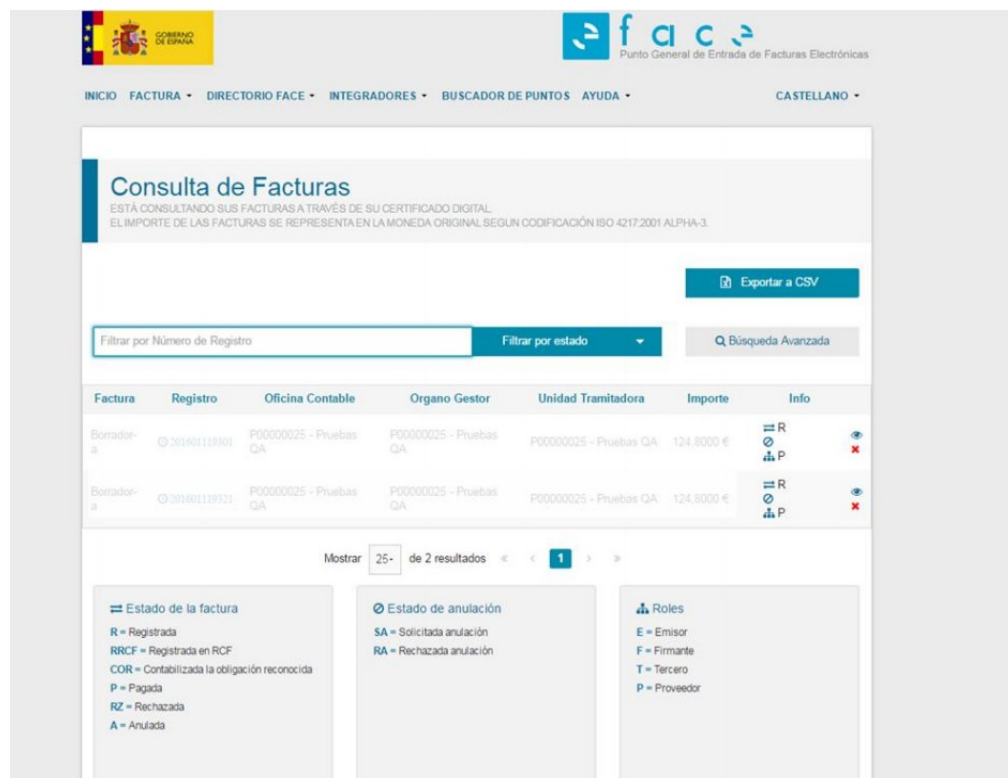 GOBIERNO
DE ESPAÑA
face
Punto General de Entrada de Facturas Electrónicas
INICIO FACTURA DIRECTORIO FACE INTEGRADORES BUSCADOR DE PUNTOS AYUDA CASTELLANO
Consulta de Facturas
ESTÁ CONSULTANDO SUS FACTURAS A TRAVÉS DE SU CERTIFICADO DIGITAL.
EL IMPORTE DE LAS FACTURAS SE REPRESENTA EN LA MONEDA ORIGINAL SEGUN CODIFICACIÓN ISO 4217:2001 ALPHA-3.
Exportar a CSV
Filtrar por Número de Registro Filtrar por estado Búsqueda Avanzada
Factura Registro Oficina Contable Organo Gestor Unidad Tramitadora Importe Info
R
Borrador- P00000025 - Pruebas P00000025 - Pruebas
a 201601119301 QA QA P00000025 - Pruebas QA 124,8000 €
P
R
Borrador- P00000025 - Pruebas P00000025 - Pruebas
a 201601119321 QA QA P00000025 - Pruebas QA 124,8000 €
P
Mostrar 25 de 2 resultados « < 1 > »
Estado de la factura
R = Registrada
RRCF = Registrada en RCF
COR = Contabilizada la obligación reconocida
P = Pagada
RZ = Rechazada
A = Anulada
Estado de anulación
SA = Solicitada anulación
RA = Rechazada anulación
Roles
E = Emisor
F = Firmante
T = Tercero
P = Proveedor